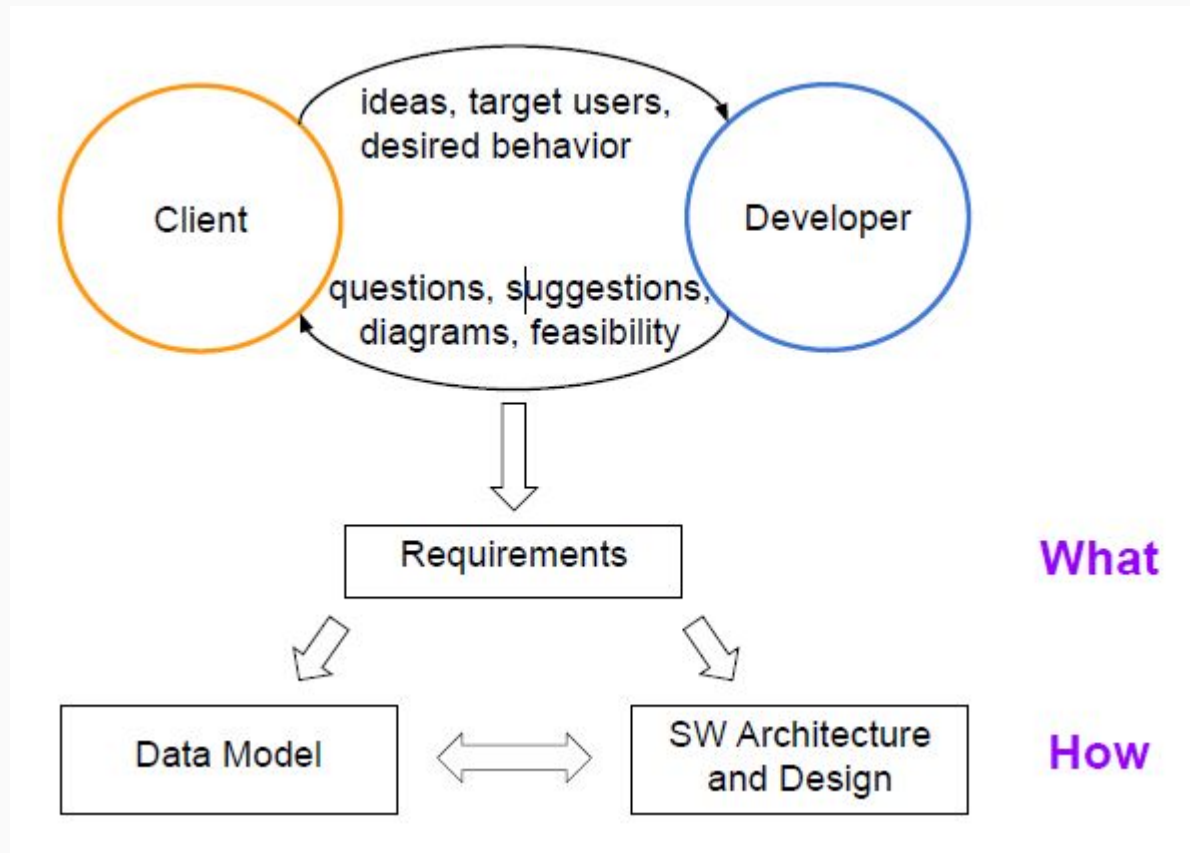 ideas, target users,
desired behavior
Client
Developer
questions, suggestions,
diagrams, feasibility
Requirements
What
Data Model
SW Architecture
and Design
How